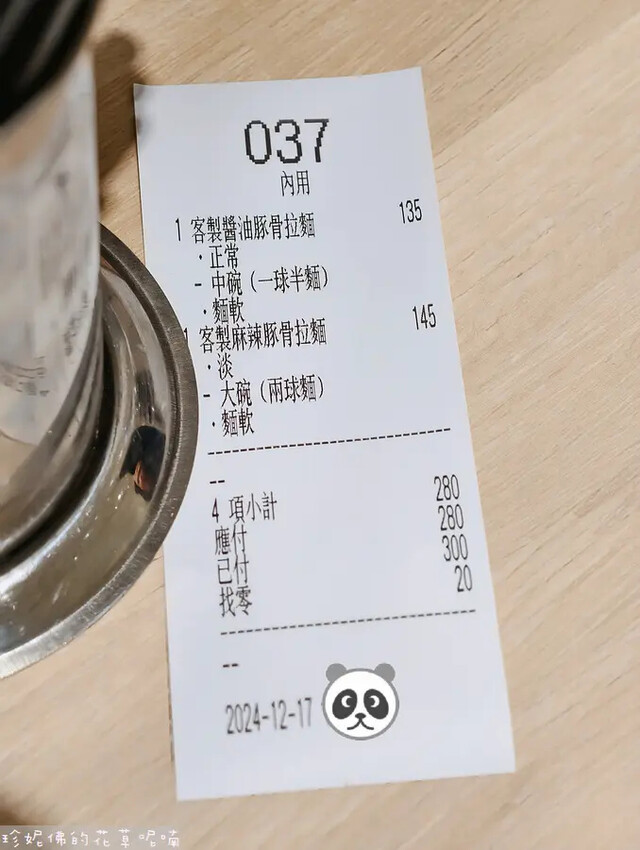 037
內用
1 客製醬油豚骨拉麵 135
・正常
- 中碗 (一球半麵)
・麵軟
1 客製麻辣豚骨拉麵 145
・淡
- 大碗 (兩球麵)
・麵軟
--------------------------------
--
4 項小計 280
應付 280
已付 300
找零 20
--------------------------------
--
2024-12-17
珍妮佛的花草呢喃